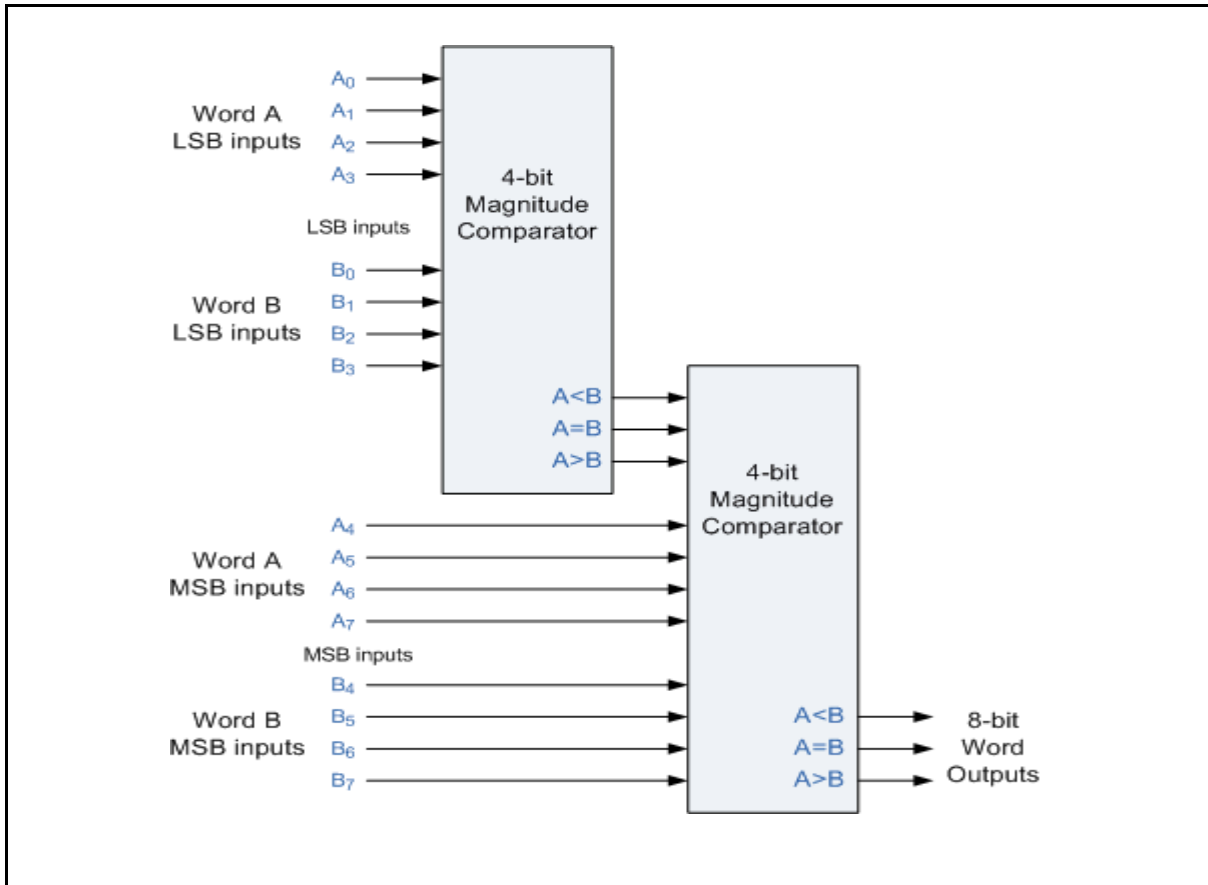 A₀
Word A
LSB inputs
A₁
A₂
A₃
4-bit
Magnitude
Comparator
LSB inputs
B₀
Word B
LSB inputs
B₁
B₂
B₃
A<B
A=B
A>B
4-bit
Magnitude
Comparator
A₄
Word A
MSB inputs
A₅
A₆
A₇
MSB inputs
B₄
Word B
MSB inputs
B₅
B₆
B₇
A<B
A=B
A>B
8-bit
Word
Outputs